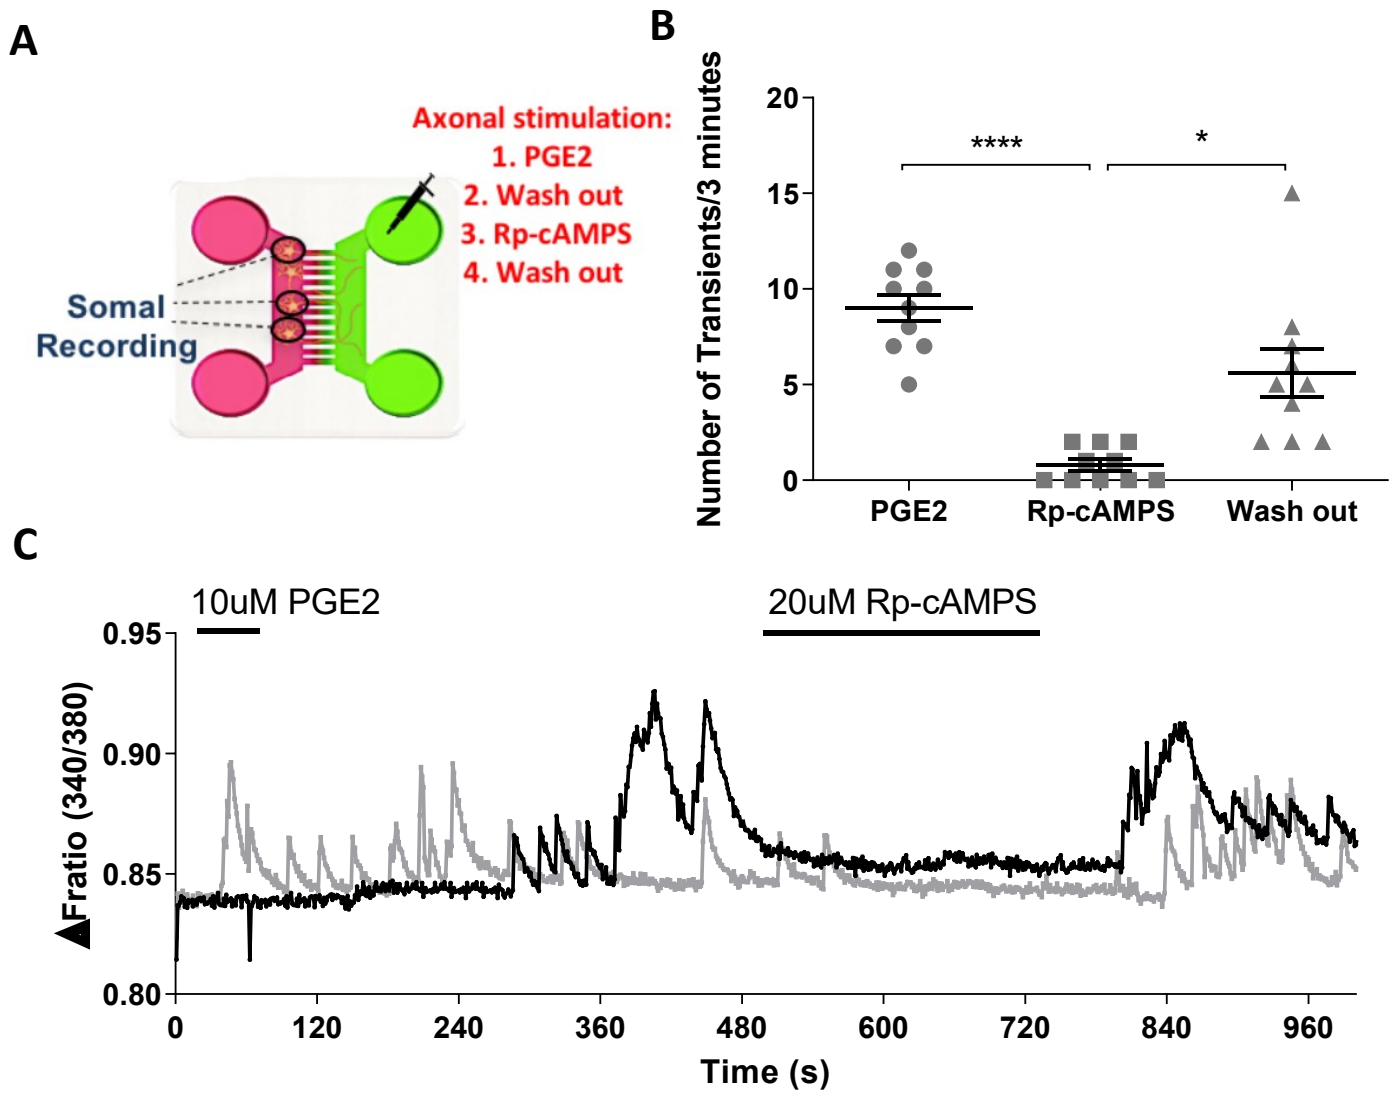 A
Axonal stimulation:
1. PGE2
2. Wash out
3. Rp-cAMPS
4. Wash out
Somal
Recording
B
Number of Transients/3 minutes
20
15
10
5
0
****
*
PGE2
Rp-cAMPS
Wash out
C
10uM PGE2
20uM Rp-cAMPS
▲Fratio (340/380)
0.95
0.90
0.85
0.80
0
120
240
360
480
600
720
840
960
Time (s)